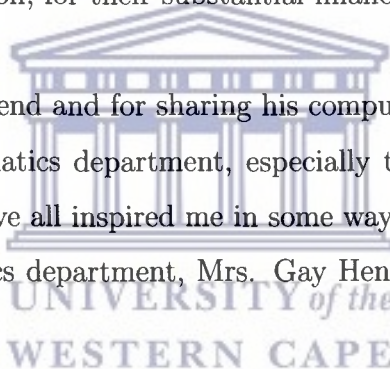 on, for their substantial financ
end and for sharing his compu
atics department, especially t
ve all inspired me in some way
cs department, Mrs. Gay Hen
UNIVERSITY of the
WESTERN CAPE